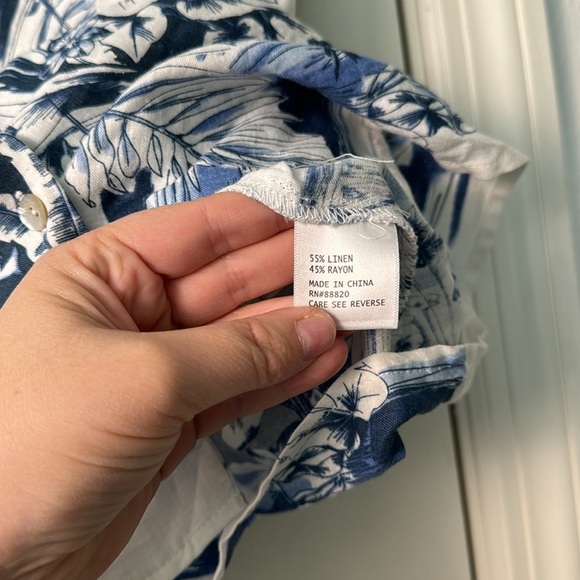 55% LINEN
45% RAYON
MADE IN CHINA
RN#88820
CARE SEE REVERSE